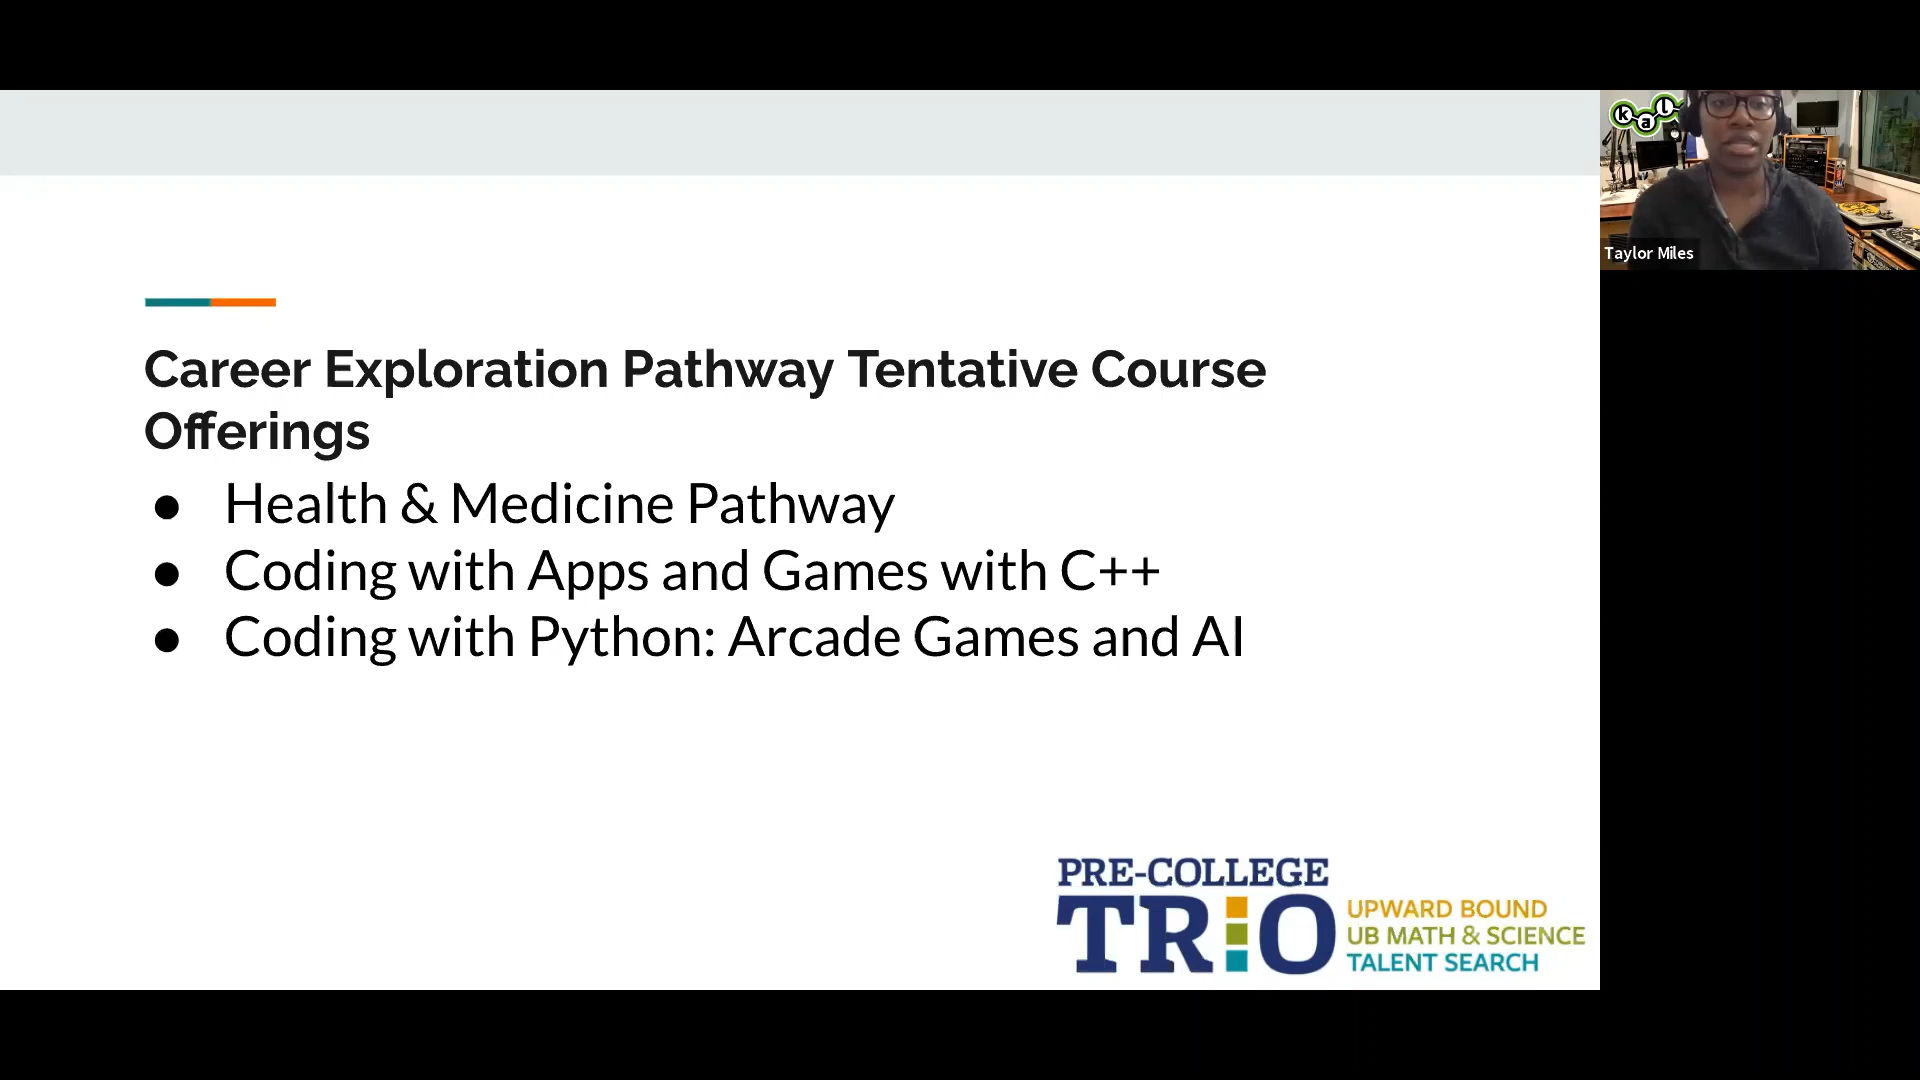 kal
Taylor Miles
Career Exploration Pathway Tentative Course
Offerings
● Health & Medicine Pathway
● Coding with Apps and Games with C++
● Coding with Python: Arcade Games and AI
PRE-COLLEGE
TRIO
UPWARD BOUND
UB MATH & SCIENCE
TALENT SEARCH